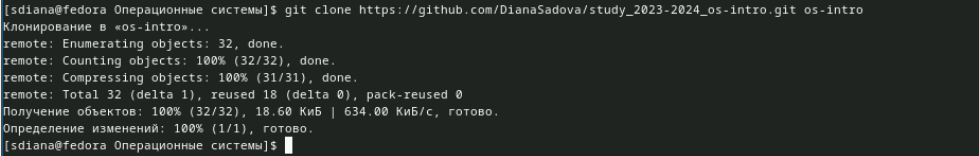 [sdiana@fedora Операционные системы]$ git clone https://github.com/DianaSadova/study_2023-2024_os-intro.git os-intro
Клонирование в «os-intro»...
remote: Enumerating objects: 32, done.
remote: Counting objects: 100% (32/32), done.
remote: Compressing objects: 100% (31/31), done.
remote: Total 32 (delta 1), reused 18 (delta 0), pack-reused 0
Получение объектов: 100% (32/32), 18.60 КиБ | 634.00 КиБ/с, готово.
Определение изменений: 100% (1/1), готово.
[sdiana@fedora Операционные системы]$